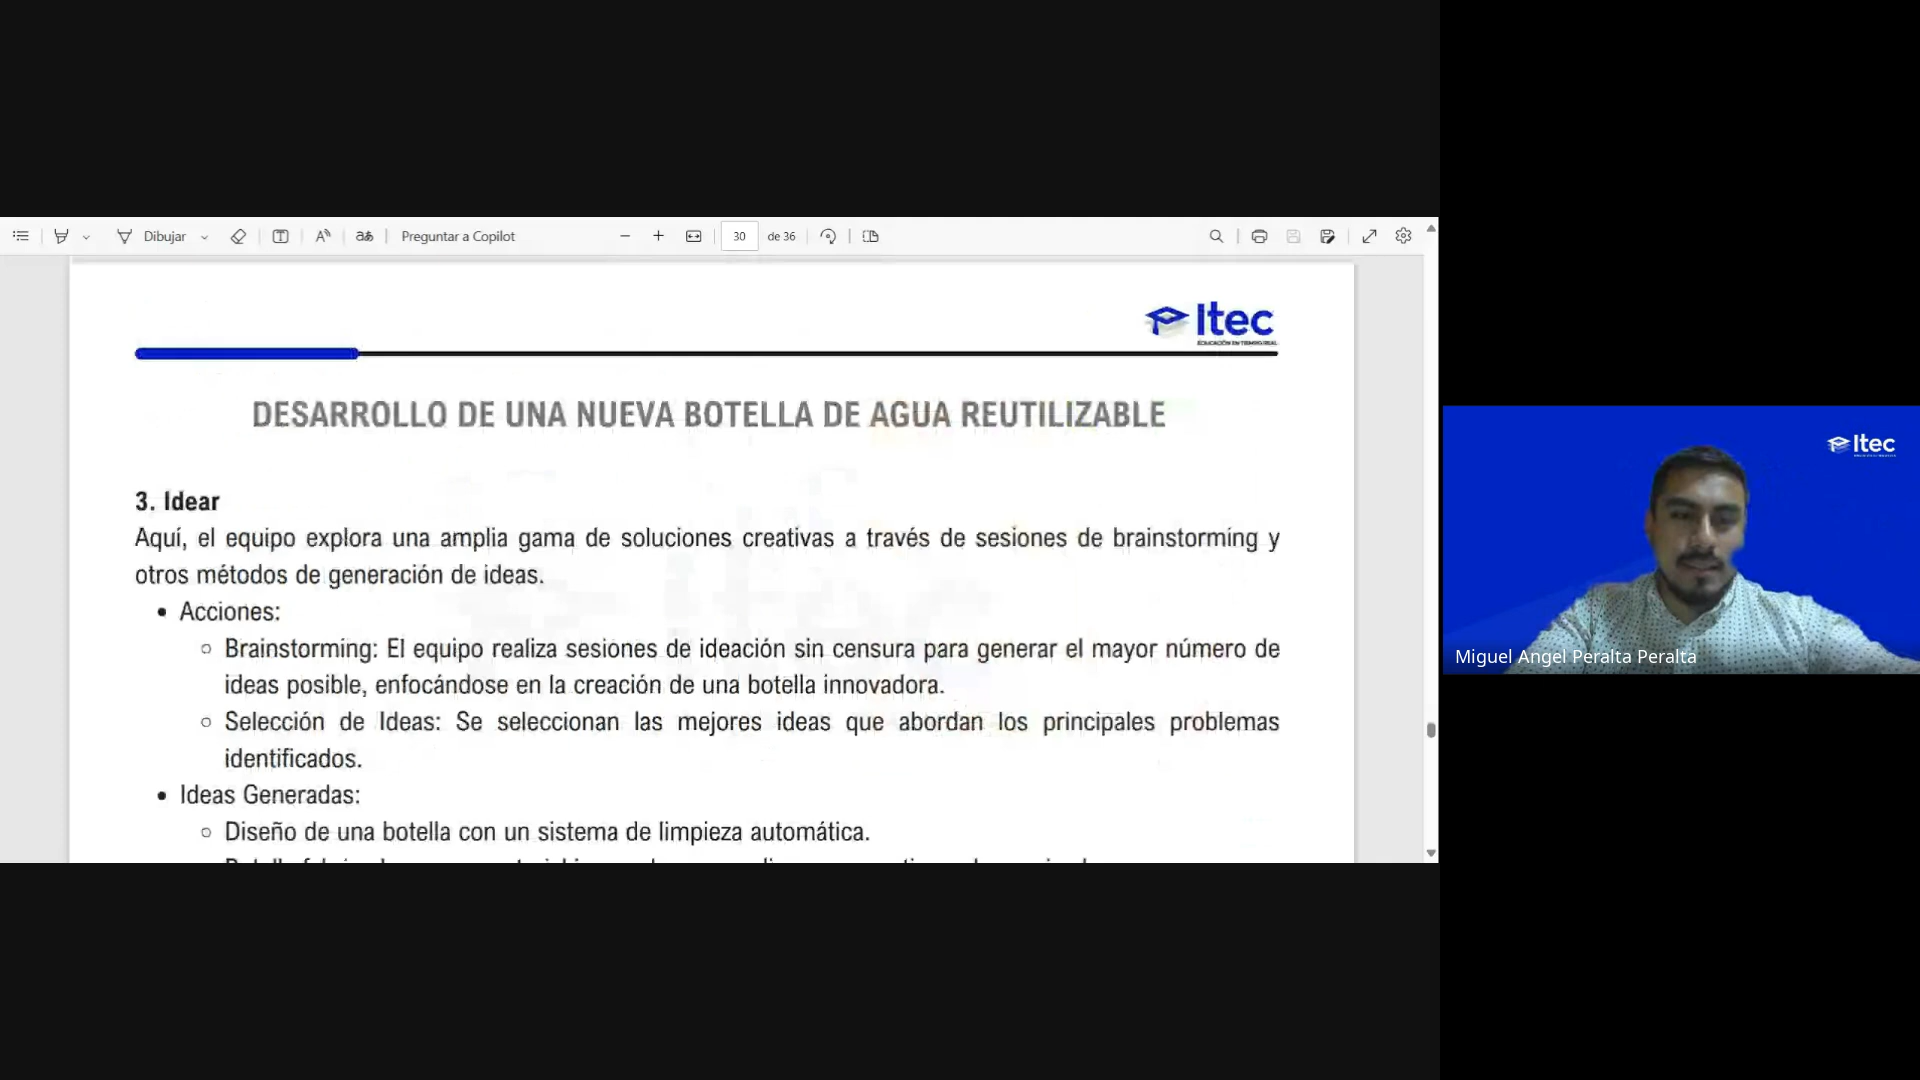 Dibujar
Preguntar a Copilot
30
de 36
Itec
EDUCACIÓN EN TIEMPO REAL
DESARROLLO DE UNA NUEVA BOTELLA DE AGUA REUTILIZABLE
3. Idear
Aquí, el equipo explora una amplia gama de soluciones creativas a través de sesiones de brainstorming y
otros métodos de generación de ideas.
• Acciones:
○ Brainstorming: El equipo realiza sesiones de ideación sin censura para generar el mayor número de
ideas posible, enfocándose en la creación de una botella innovadora.
○ Selección de Ideas: Se seleccionan las mejores ideas que abordan los principales problemas
identificados.
• Ideas Generadas:
○ Diseño de una botella con un sistema de limpieza automática.
Itec
Miguel Angel Peralta Peralta